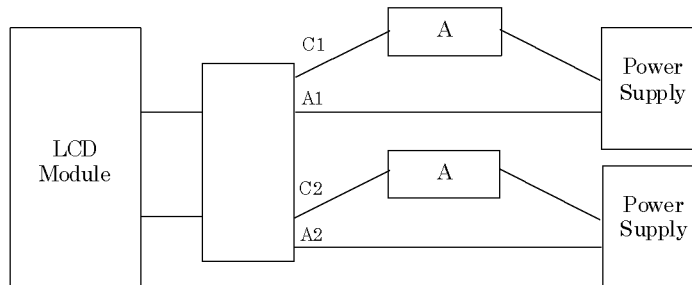 C1
A
Power
Supply
A1
LCD
Module
C2
A
Power
Supply
A2